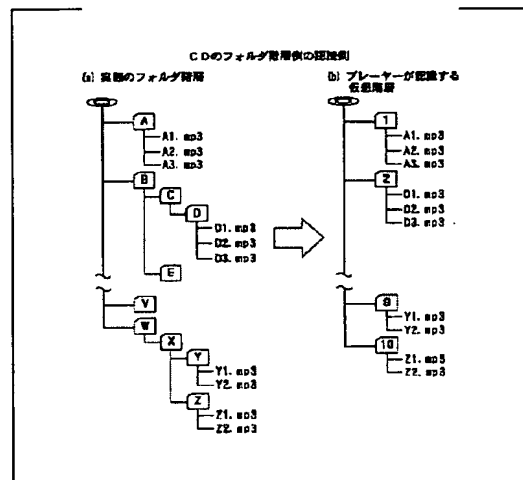 CDのフォルダ階層例の認識例
(a) 実際のフォルダ階層
A
A1.mp3
A2.mp3
A3.mp3
B
C
D
D1.mp3
D2.mp3
D3.mp3
E
V
W
X
Y
Y1.mp3
Y2.mp3
Z
Z1.mp3
Z2.mp3
(b) プレーヤーが認識する
仮想階層
1
A1.mp3
A2.mp3
A3.mp3
2
D1.mp3
D2.mp3
D3.mp3
9
Y1.mp3
Y2.mp3
10
Z1.mp3
Z2.mp3